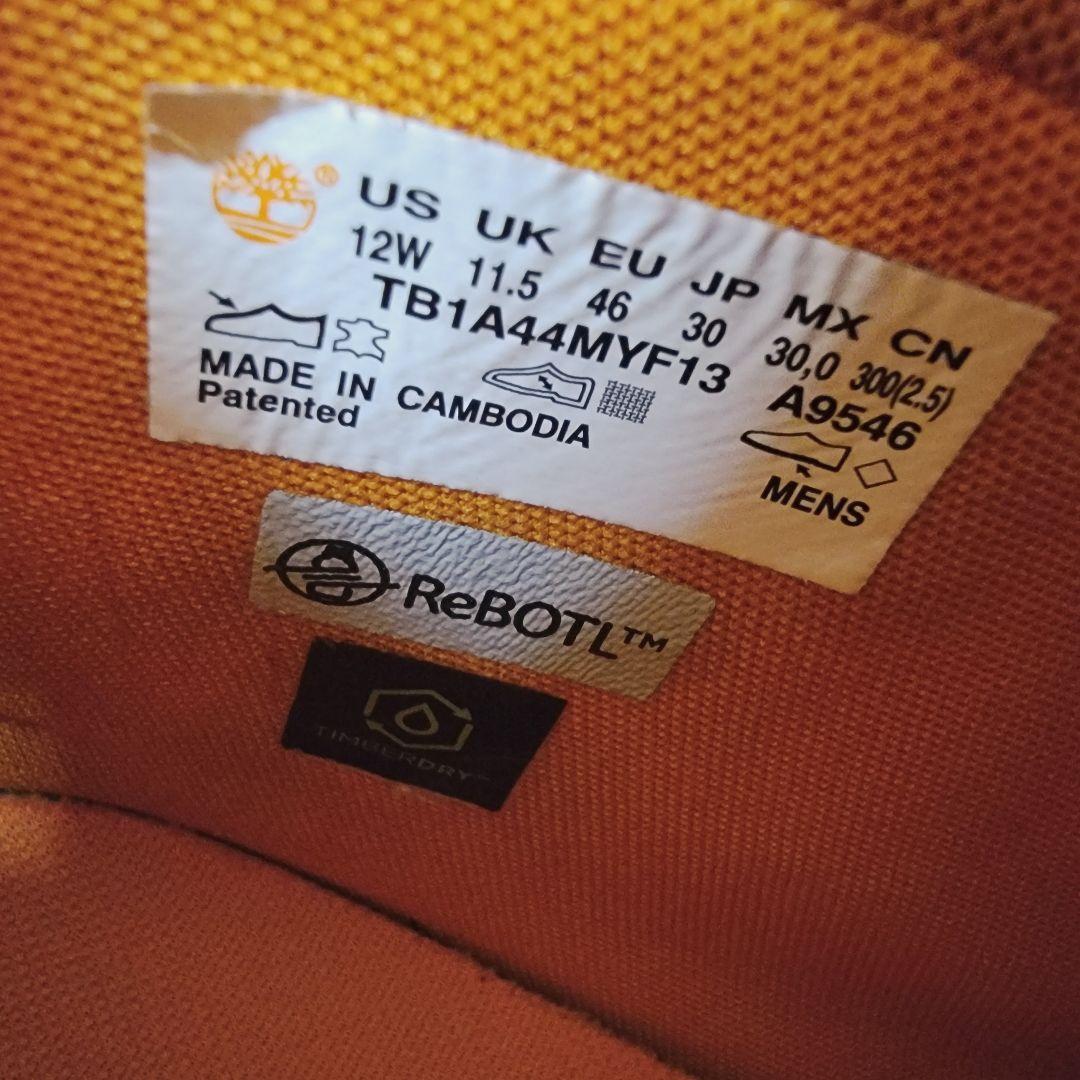 ®
US UK EU JP MX CN
12W 11.5 46 30 30,0 300(2.5)
TB1A44MYF13 A9546
MADE IN CAMBODIA
Patented
MENS
ReBOTL™
TIMBERDRY™